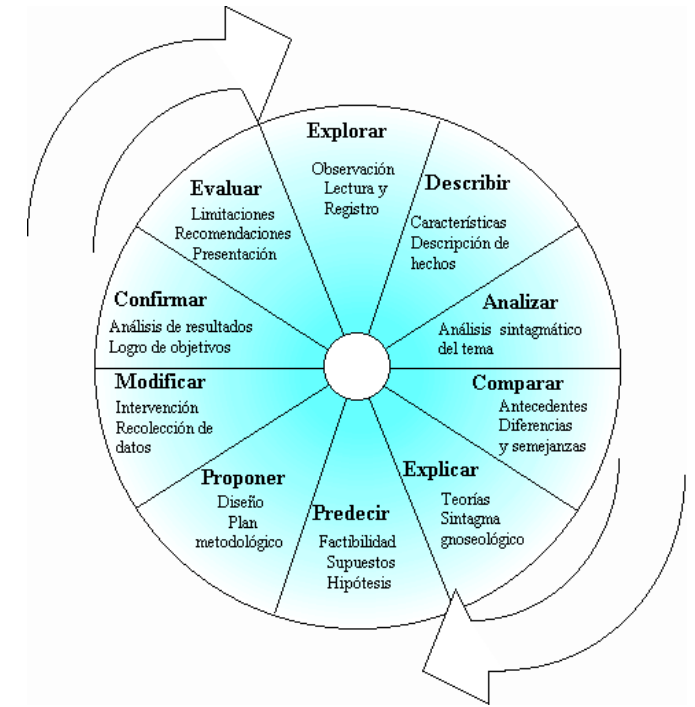 Explorar
Observación
Lectura y
Registro
Describir
Características
Descripción de
hechos
Analizar
Análisis sintagmático
del tema
Comparar
Antecedentes
Diferencias
y semejanzas
Explicar
Teorías
Sintagma
gnoseológico
Predecir
Factibilidad
Supuestos
Hipótesis
Proponer
Diseño
Plan
metodológico
Modificar
Intervención
Recolección de
datos
Confirmar
Análisis de resultados
Logro de objetivos
Evaluar
Limitaciones
Recomendaciones
Presentación